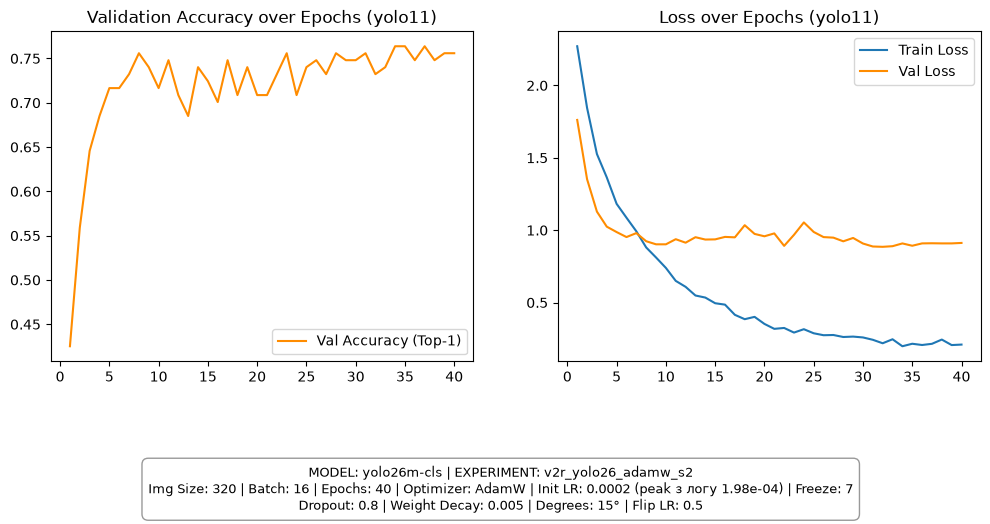 Validation Accuracy over Epochs (yolo11)
0.75
0.70
0.65
0.60
0.55
0.50
0.45
0 5 10 15 20 25 30 35 40
Val Accuracy (Top-1)
Loss over Epochs (yolo11)
2.0
1.5
1.0
0.5
0 5 10 15 20 25 30 35 40
Train Loss
Val Loss
MODEL: yolo26m-cls | EXPERIMENT: v2r_yolo26_adamw_s2
Img Size: 320 | Batch: 16 | Epochs: 40 | Optimizer: AdamW | Init LR: 0.0002 (peak з логу 1.98e-04) | Freeze: 7
Dropout: 0.8 | Weight Decay: 0.005 | Degrees: 15° | Flip LR: 0.5